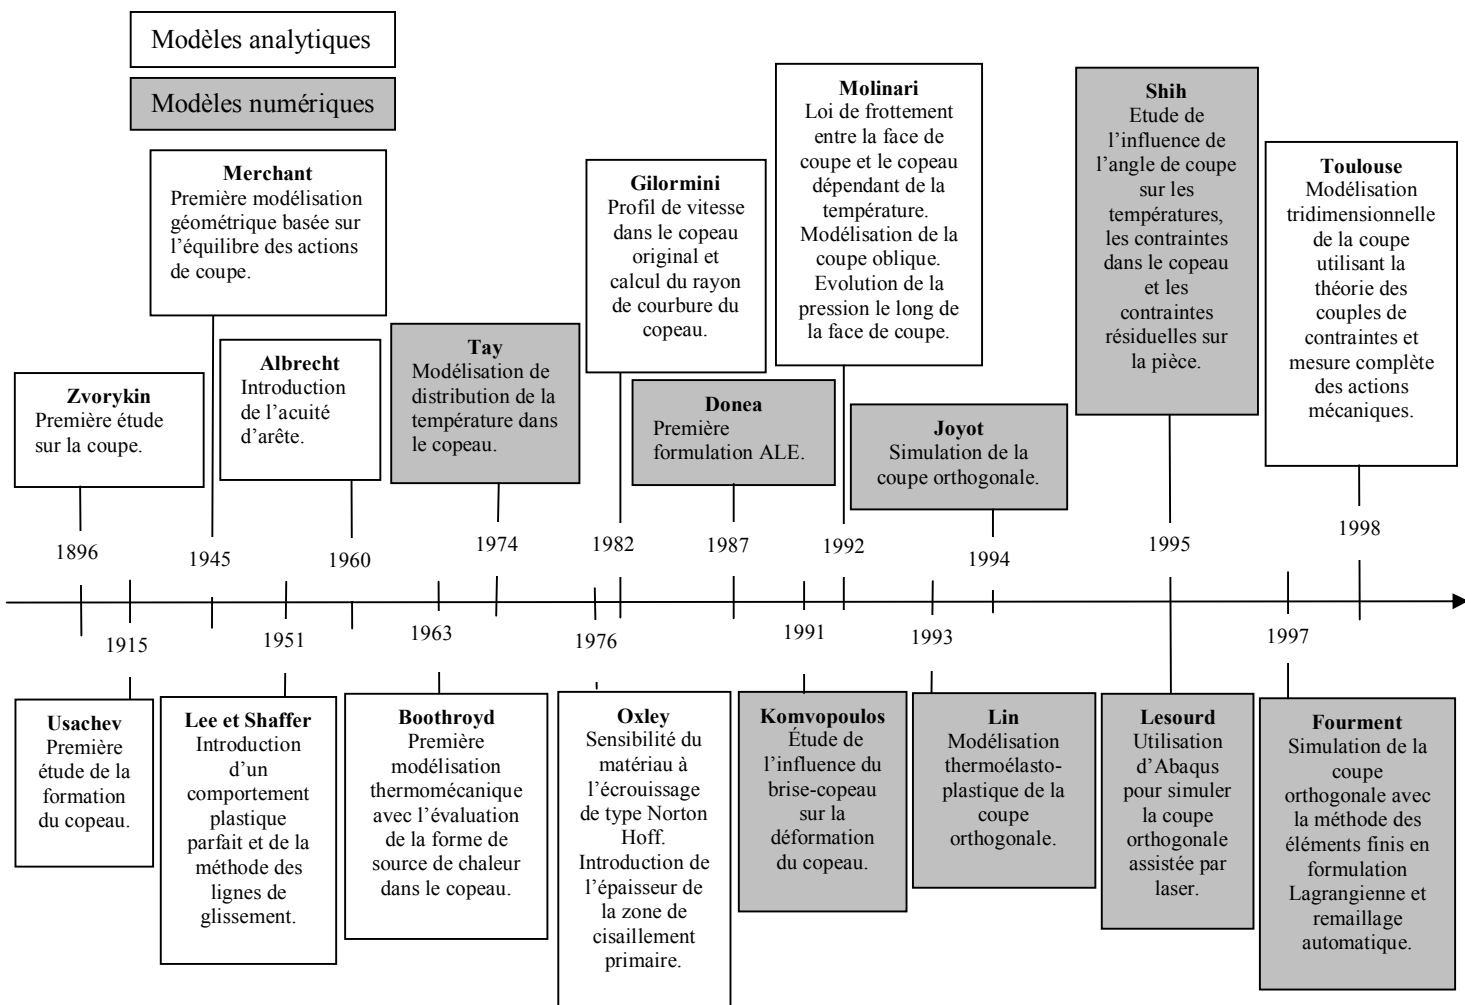 Modèles analytiques
Modèles numériques
Merchant
Première modélisation
géométrique basée sur
l’équilibre des actions
de coupe.
Gilormini
Profil de vitesse
dans le copeau
original et
calcul du rayon
de courbure du
copeau.
Molinari
Loi de frottement
entre la face de
coupe et le copeau
dépendant de la
température.
Modélisation de la
coupe oblique.
Evolution de la
pression le long de
la face de coupe.
Shih
Etude de
l’influence de
l’angle de coupe
sur les
températures,
les contraintes
dans le copeau
et les
contraintes
résiduelles sur
la pièce.
Toulouse
Modélisation
tridimensionnelle
de la coupe
utilisant la
théorie des
couples de
contraintes et
mesure complète
des actions
mécaniques.
Zvorykin
Première étude
sur la coupe.
Albrecht
Introduction
de l’acuité
d’arête.
Tay
Modélisation de
distribution de la
température dans
le copeau.
Donea
Première
formulation ALE.
Joyot
Simulation de la
coupe orthogonale.
1896
1945
1960
1974
1982
1987
1992
1994
1995
1998
1915
1951
1963
1976
1991
1993
1997
Usachev
Première
étude de la
formation
du copeau.
Lee et Shaffer
Introduction
d’un
comportement
plastique
parfait et de la
méthode des
lignes de
glissement.
Boothroyd
Première
modélisation
thermomécanique
avec l’évaluation
de la forme de
source de chaleur
dans le copeau.
Oxley
Sensibilité du
matériau à
l’écrouissage
de type Norton
Hoff.
Introduction de
l’épaisseur de
la zone de
cisaillement
primaire.
Komvopoulos
Étude de
l’influence du
brise-copeau
sur la
déformation
du copeau.
Lin
Modélisation
thermoélasto-
plastique de la
coupe
orthogonale.
Lesourd
Utilisation
d’Abaqus
pour simuler
la coupe
orthogonale
assistée par
laser.
Fourment
Simulation de la
coupe
orthogonale avec
la méthode des
éléments finis en
formulation
Lagrangienne et
remaillage
automatique.